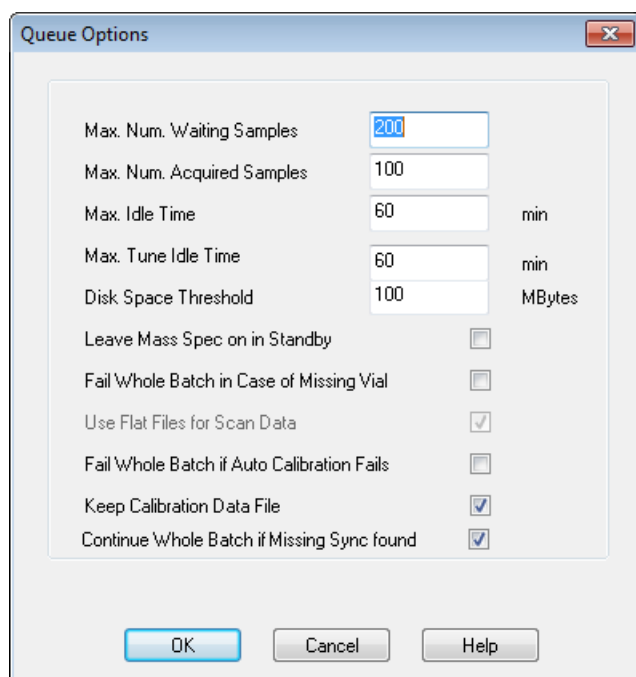 Queue Options
Max. Num. Waiting Samples 200
Max. Num. Acquired Samples 100
Max. Idle Time 60 min
Max. Tune Idle Time 60 min
Disk Space Threshold 100 MBytes
Leave Mass Spec on in Standby
Fail Whole Batch in Case of Missing Vial
Use Flat Files for Scan Data
Fail Whole Batch if Auto Calibration Fails
Keep Calibration Data File
Continue Whole Batch if Missing Sync found
OK Cancel Help